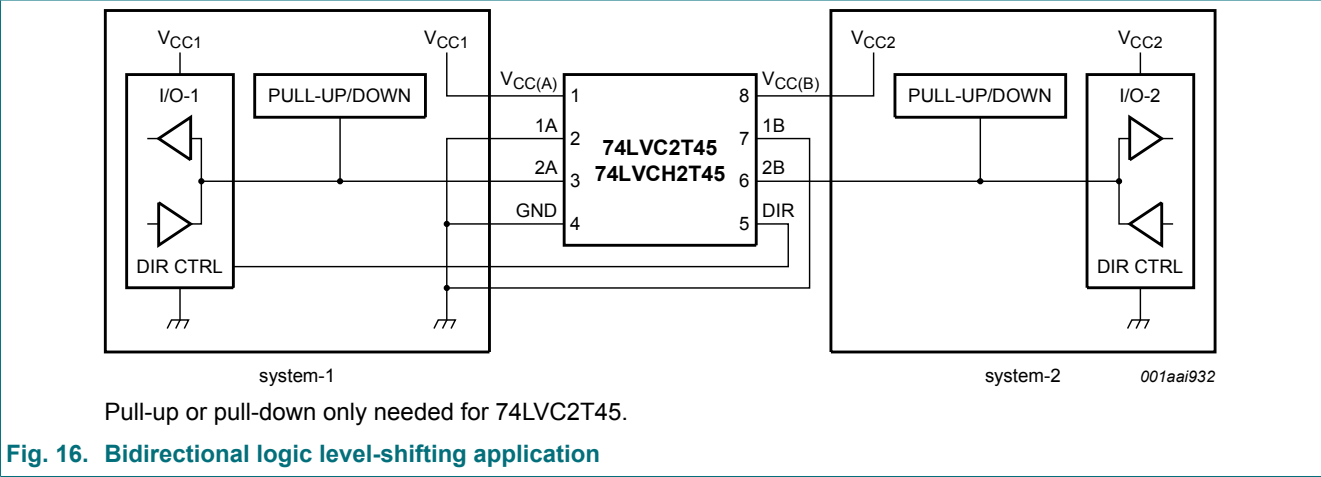 VCC1
VCC1
VCC2
VCC2
I/O-1
PULL-UP/DOWN
VCC(A)
1
8
VCC(B)
PULL-UP/DOWN
I/O-2
1A
2
7
1B
74LVC2T45
2A
3
74LVCH2T45
6
2B
GND
4
5
DIR
DIR CTRL
DIR CTRL
system-1
system-2
001aai932
Pull-up or pull-down only needed for 74LVC2T45.
Fig. 16. Bidirectional logic level-shifting application